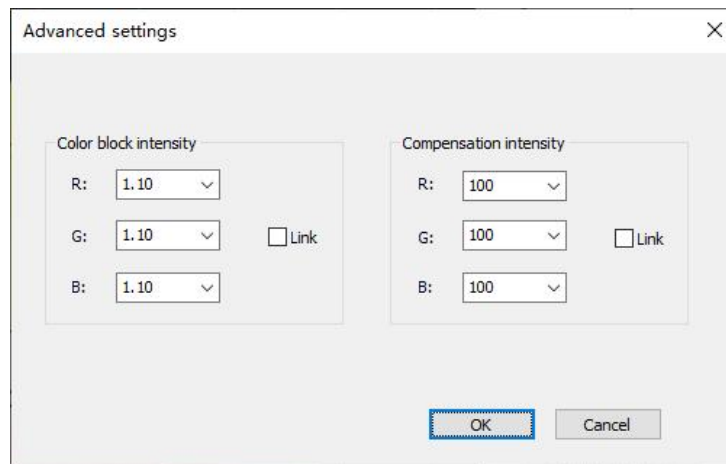 Advanced settings
Color block intensity
R: 1.10
G: 1.10
Link
B: 1.10
Compensation intensity
R: 100
G: 100
Link
B: 100
OK
Cancel